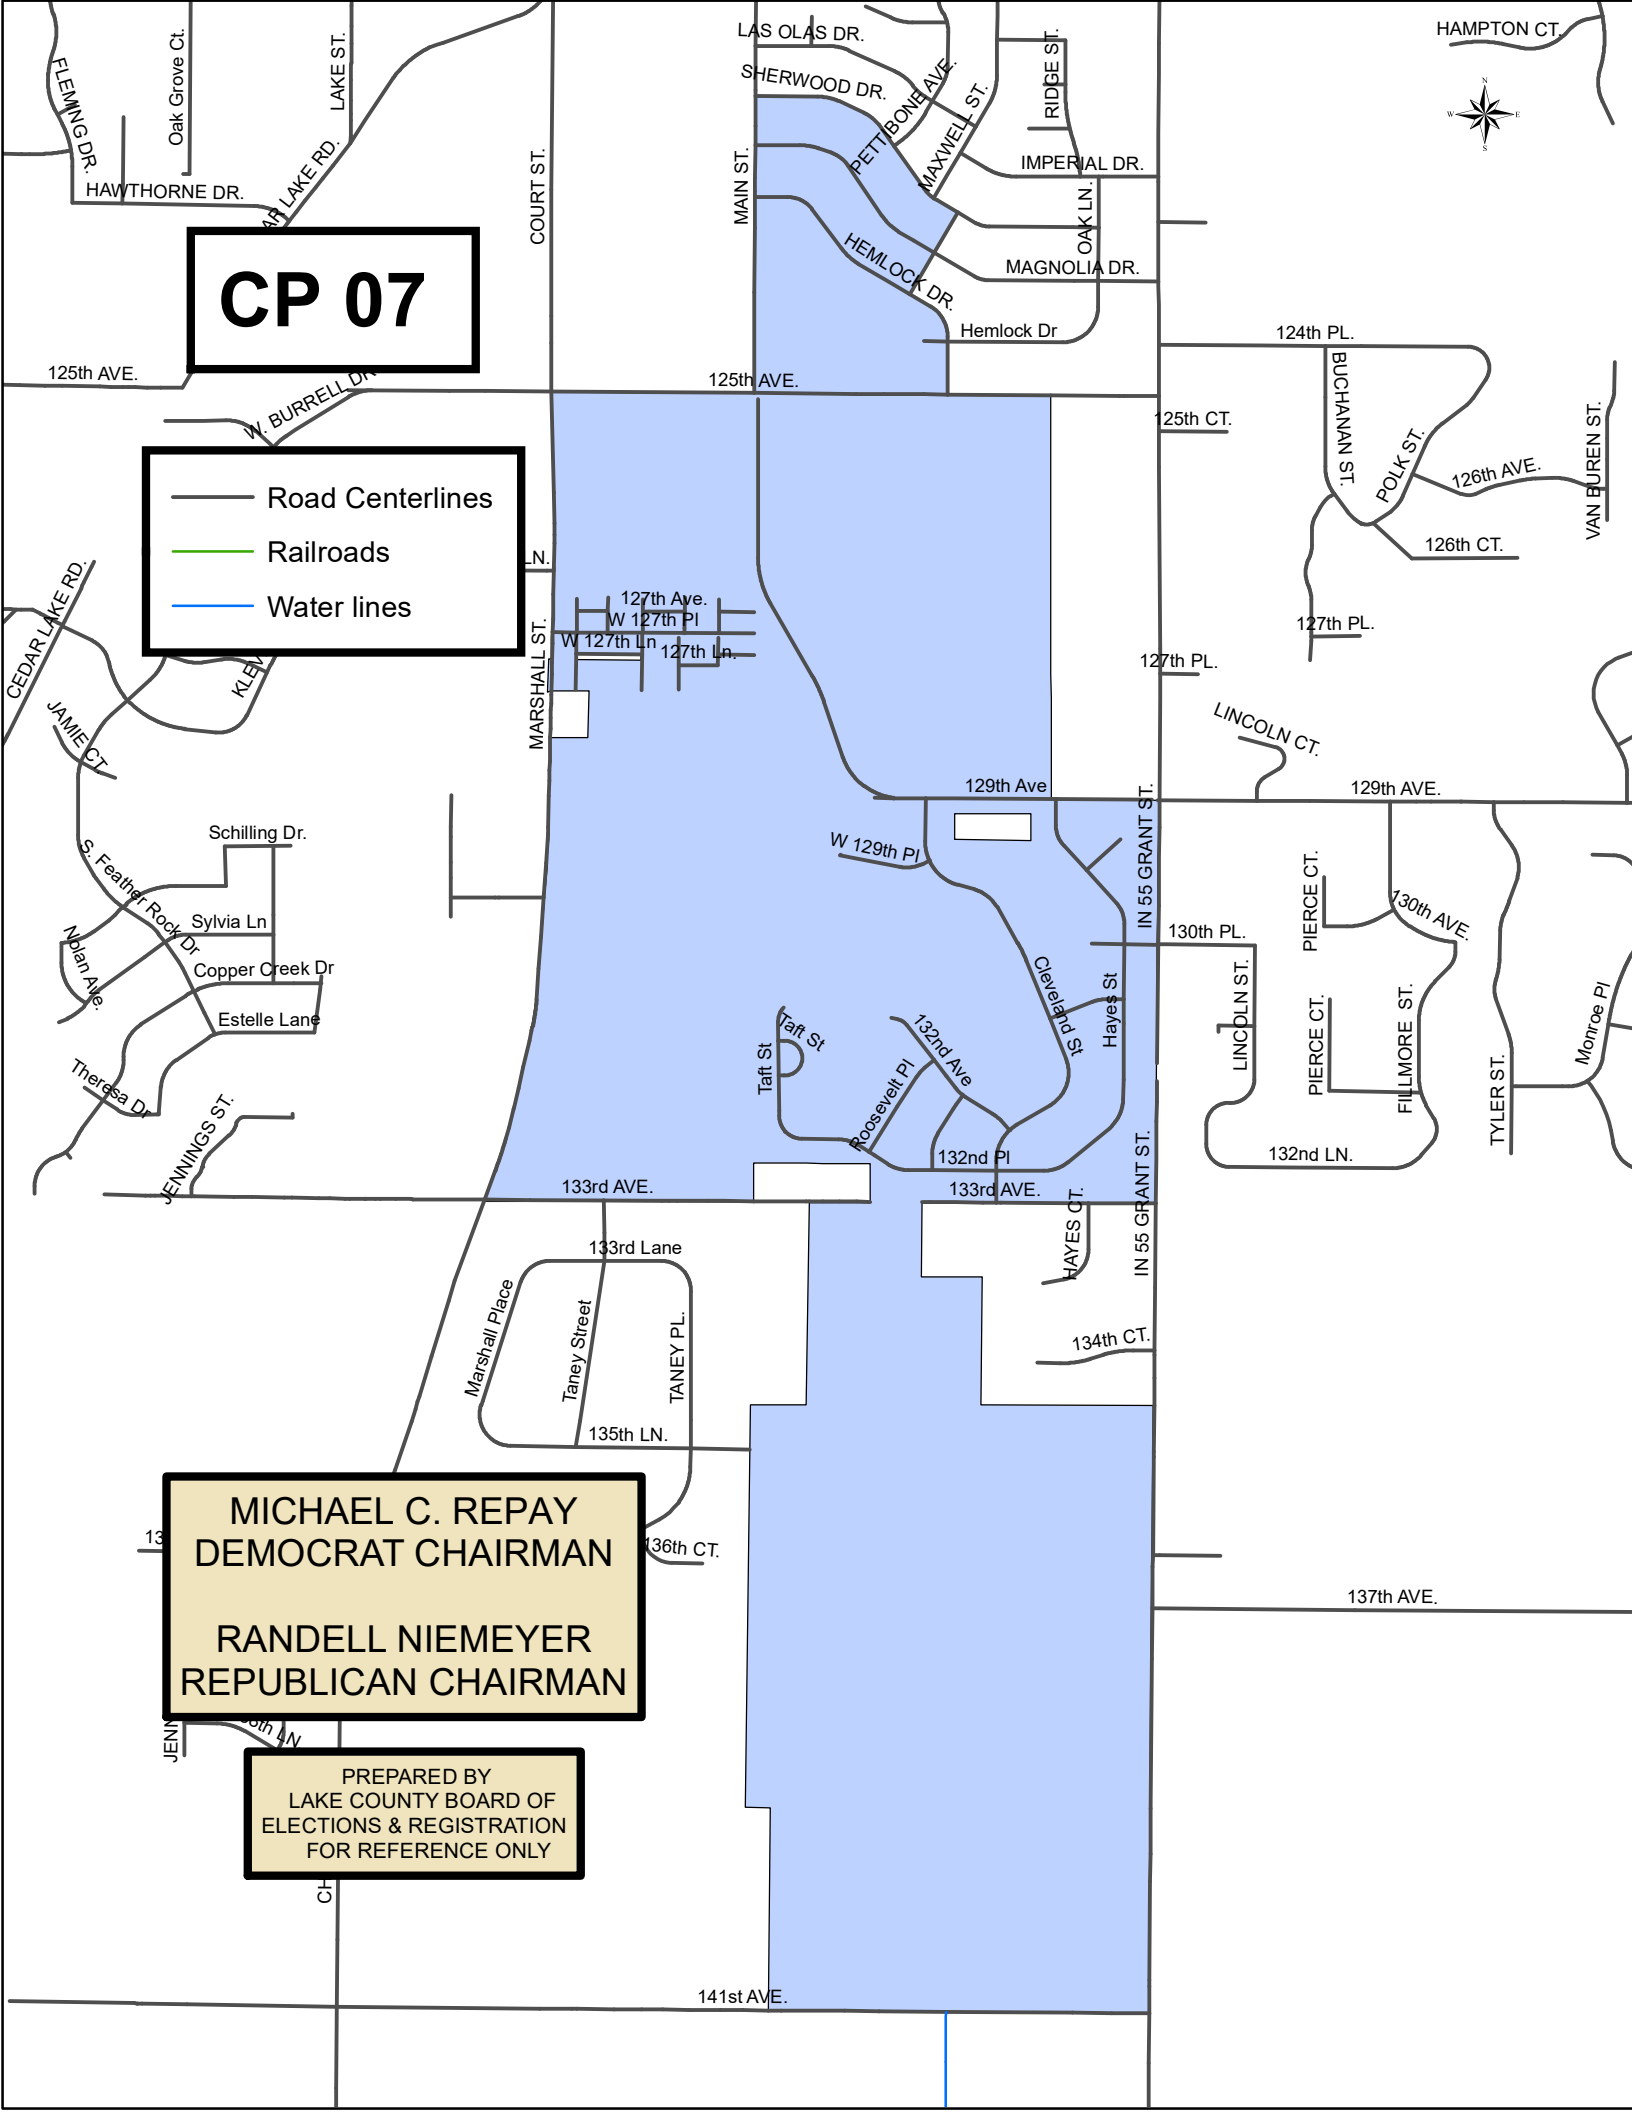 LAS OLAS DR.
HAMPTON CT.
FLEMING DR.
Oak Grove Ct.
LAKE ST.
SHERWOOD DR.
PETTIBONE AVE.
MAXWELL ST.
RIDGE ST.
N
W
E
S
IMPERIAL DR.
HAWTHORNE DR.
AR LAKE RD.
COURT ST.
MAIN ST.
OAK LN.
HEMLOCK DR.
MAGNOLIA DR.
CP 07
Hemlock Dr
124th PL.
125th AVE.
125th AVE.
W. BURRELL DR
125th CT.
BUCHANAN ST.
POLK ST.
126th AVE.
VAN BUREN ST.
126th CT.
Road Centerlines
Railroads
Water lines
LN.
CEDAR LAKE RD.
127th Ave.
W 127th Pl
W 127th Ln
127th Ln.
MARSHALL ST.
127th PL.
127th PL.
KLEV
JAMIE CT.
LINCOLN CT.
129th Ave
129th AVE.
IN 55 GRANT ST.
Schilling Dr.
W 129th Pl
S. Feather Rock Dr
Sylvia Ln
Nolan Ave.
Copper Creek Dr
Estelle Lane
Theresa Dr
JENNINGS ST.
PIERCE CT.
130th AVE.
130th PL.
LINCOLN ST.
PIERCE CT.
FILLMORE ST.
Monroe Pl
TYLER ST.
132nd LN.
Cleveland St
Hayes St
Taft St
Taft St
132nd Ave
Roosevelt Pl
132nd Pl
133rd AVE.
133rd AVE.
HAYES CT.
IN 55 GRANT ST.
133rd Lane
Marshall Place
Taney Street
TANEY PL.
134th CT.
135th LN.
MICHAEL C. REPAY
DEMOCRAT CHAIRMAN
RANDELL NIEMEYER
REPUBLICAN CHAIRMAN
13
136th CT.
137th AVE.
JENN
8th LN
PREPARED BY
LAKE COUNTY BOARD OF
ELECTIONS & REGISTRATION
FOR REFERENCE ONLY
CH
141st AVE.